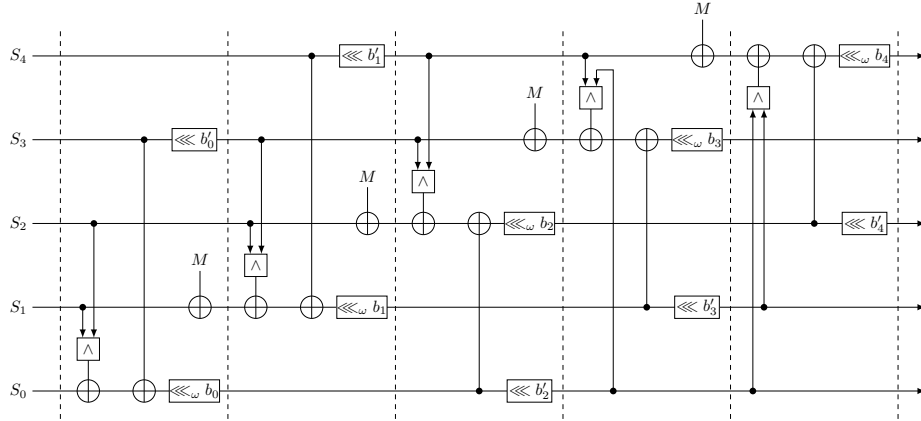 M
S₄ ⋘ b′₁ ⋘ω b₄
∧ ∧
M
S₃ ⋘ b′₀ ∧ ⋘ω b₃
M
S₂ ⋘ω b₂ ⋘ b′₄
∧
M
S₁ ⋘ω b₁ ⋘ b′₃
∧
S₀ ⋘ω b₀ ⋘ b′₂